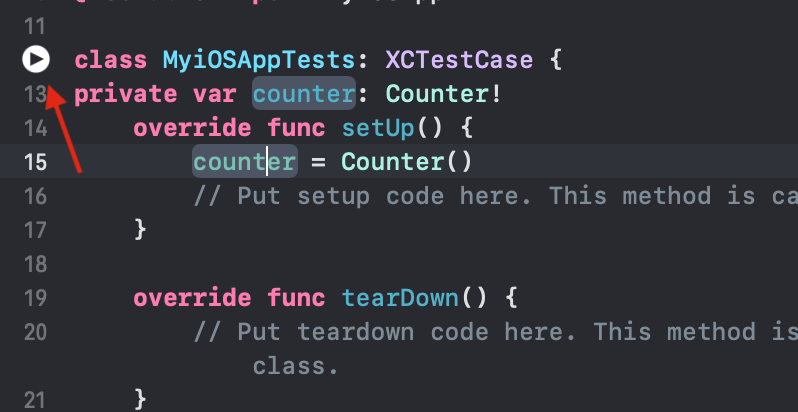 11
class MyiOSAppTests: XCTestCase {
13 private var counter: Counter!
14 override func setUp() {
15 counter = Counter()
16 // Put setup code here. This method is ca
17 }
18
19 override func tearDown() {
20 // Put teardown code here. This method is
class.
21 }